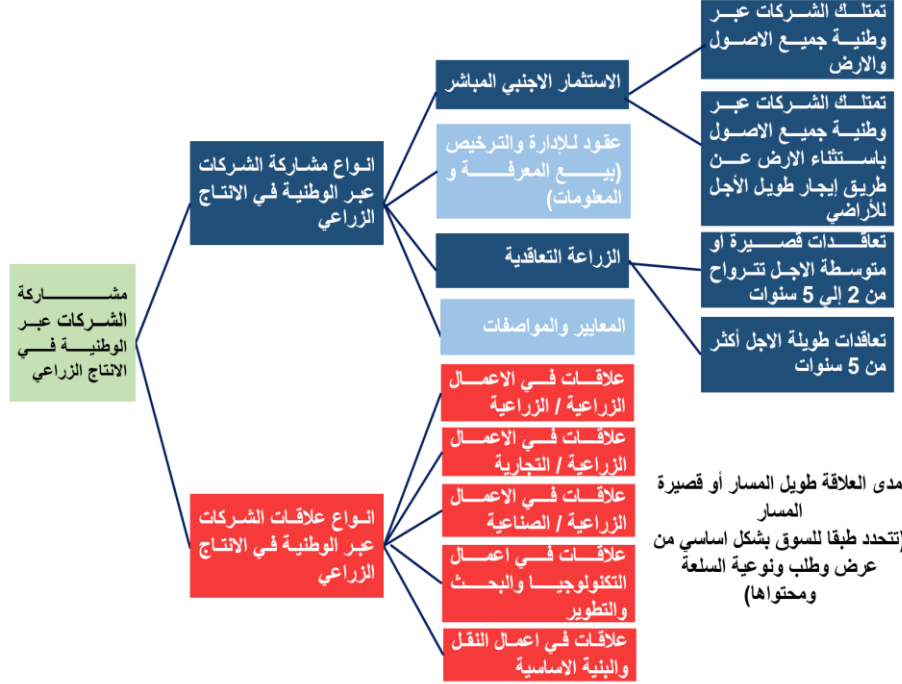 مشاركة
الشركات عبر
الوطنية في
الانتاج الزراعي
انواع مشاركة الشركات
عبر الوطنية في الانتاج
الزراعي
الاستثمار الاجنبي المباشر
تمتلك الشركات عبر
وطنية جميع الاصول
والارض
تمتلك الشركات عبر
وطنية جميع الاصول
باستثناء الارض عن
طريق إيجار طويل الأجل
للأراضي
عقود للإدارة والترخيص
(بيع المعرفة و
المعلومات)
الزراعة التعاقدية
تعاقدات قصيرة او
متوسطة الاجل تترواح
من 2 إلي 5 سنوات
تعاقدات طويلة الاجل أكثر
من 5 سنوات
المعايير والمواصفات
انواع علاقات الشركات
عبر الوطنية في الانتاج
الزراعي
علاقات في الاعمال
الزراعية / الزراعية
علاقات في الاعمال
الزراعية / التجارية
علاقات في الاعمال
الزراعية / الصناعية
علاقات في اعمال
التكنولوجيا والبحث
والتطوير
علاقات في اعمال النقل
والبنية الاساسية
مدى العلاقة طويل المسار أو قصيرة
المسار
(تتحدد طبقا للسوق بشكل اساسي من
عرض وطلب ونوعية السلعة
ومحتواها)